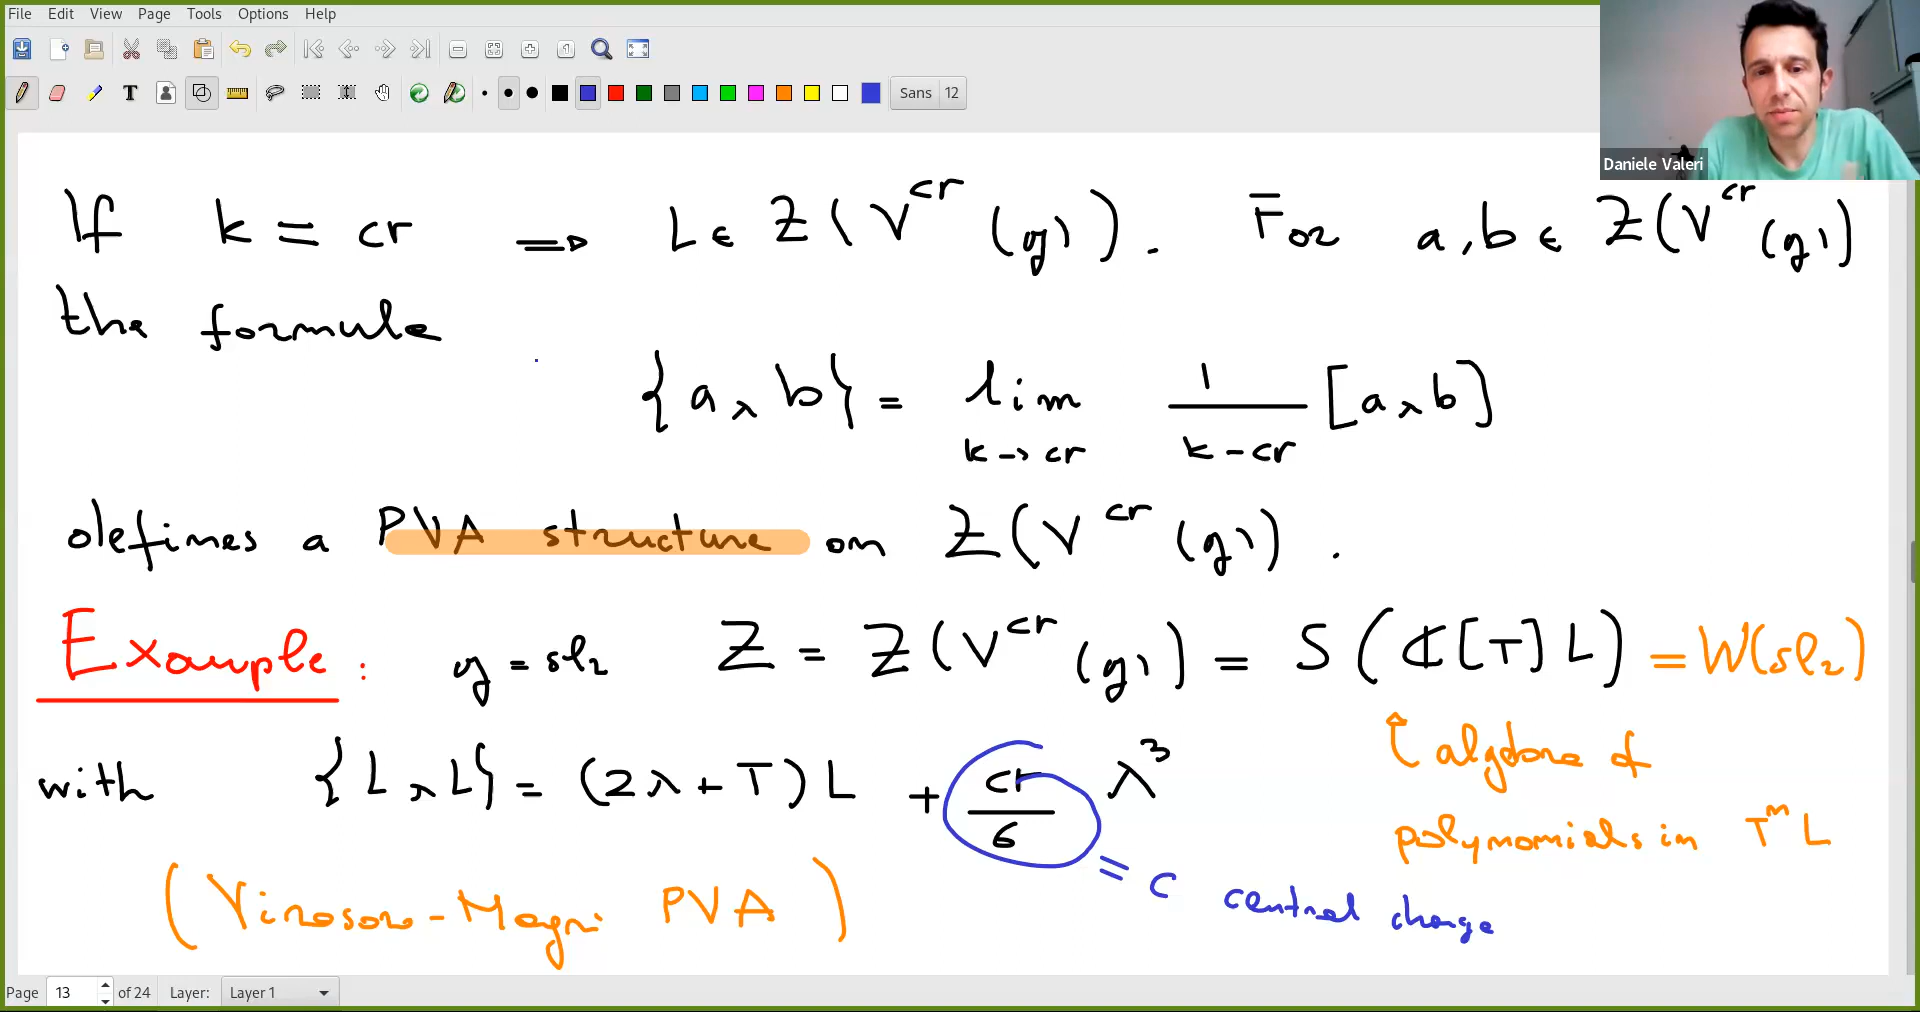 File Edit View Page Tools Options Help
Sans 12
Daniele Valeri
If k = cr ⟹ L ∈ Z(V^cr(g)). For a, b ∈ Z(V^cr(g))
the formula
{a_λ b} = lim_{k→cr} 1/(k-cr) [a_λ b]
defines a PVA structure on Z(V^cr(g)).
Example: g = sl₂ Z = Z(V^cr(g)) = S(ℂ[T]L) = W(sl₂)
↑ algebra of
polynomials in T^n L
with {L_λ L} = (2λ+T)L + cr/6 λ³
= c central charge
(Virasoro-Magri PVA)
Page 13 of 24 Layer: Layer 1